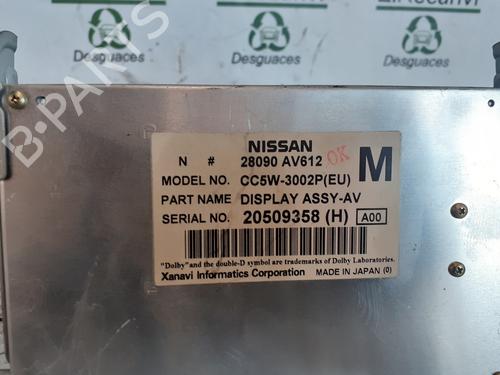 Desguaces
Desguaces
B-PARTS
NISSAN
N # 28090 AV612 OK M
MODEL NO. CC5W-3002P(EU)
PART NAME DISPLAY ASSY-AV
SERIAL NO. 20509358 (H) A00
"Dolby" and the double-D symbol are trademarks of Dolby Laboratories.
Xanavi Informatics Corporation MADE IN JAPAN (0)